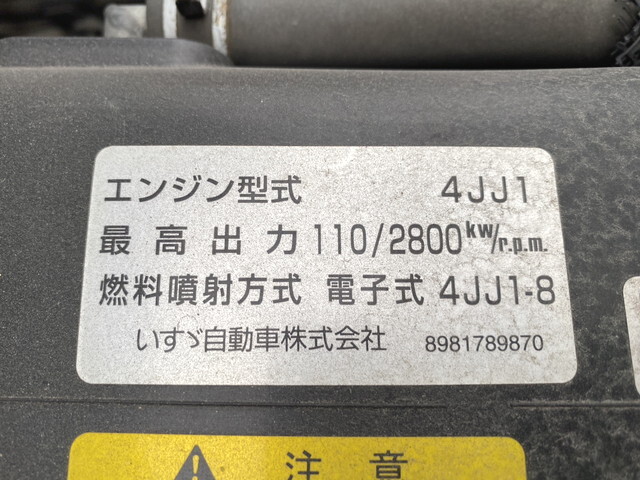 エンジン型式 4JJ1
最高出力 110/2800kw/r.p.m.
燃料噴射方式 電子式 4JJ1-8
いすゞ自動車株式会社 8981789870
注意